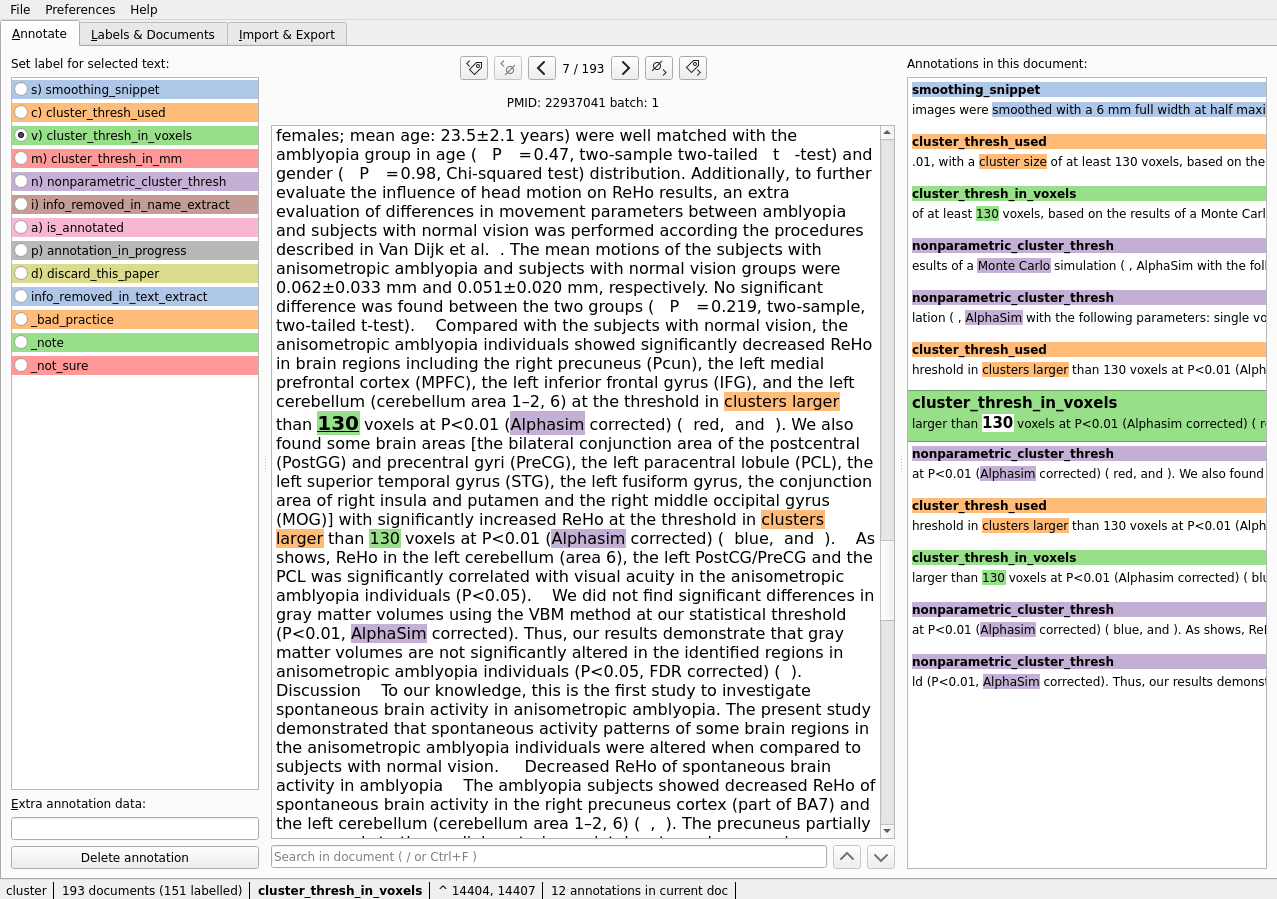 File Preferences Help
Annotate Labels & Documents Import & Export
Set label for selected text:
s) smoothing_snippet
c) cluster_thresh_used
v) cluster_thresh_in_voxels
m) cluster_thresh_in_mm
n) nonparametric_cluster_thresh
i) info_removed_in_name_extract
a) is_annotated
p) annotation_in_progress
d) discard_this_paper
info_removed_in_text_extract
_bad_practice
_note
_not_sure
Extra annotation data:
Delete annotation
7 / 193
PMID: 22937041 batch: 1
females; mean age: 23.5±2.1 years) were well matched with the
amblyopia group in age ( P =0.47, two-sample two-tailed t -test) and
gender ( P =0.98, Chi-squared test) distribution. Additionally, to further
evaluate the influence of head motion on ReHo results, an extra
evaluation of differences in movement parameters between amblyopia
and subjects with normal vision was performed according the procedures
described in Van Dijk et al. . The mean motions of the subjects with
anisometropic amblyopia and subjects with normal vision groups were
0.062±0.033 mm and 0.051±0.020 mm, respectively. No significant
difference was found between the two groups ( P =0.219, two-sample,
two-tailed t-test). Compared with the subjects with normal vision, the
anisometropic amblyopia individuals showed significantly decreased ReHo
in brain regions including the right precuneus (Pcun), the left medial
prefrontal cortex (MPFC), the left inferior frontal gyrus (IFG), and the left
cerebellum (cerebellum area 1–2, 6) at the threshold in clusters larger
than 130 voxels at P<0.01 (Alphasim corrected) ( red, and ). We also
found some brain areas [the bilateral conjunction area of the postcentral
(PostGG) and precentral gyri (PreCG), the left paracentral lobule (PCL), the
left superior temporal gyrus (STG), the left fusiform gyrus, the conjunction
area of right insula and putamen and the right middle occipital gyrus
(MOG)] with significantly increased ReHo at the threshold in clusters
larger than 130 voxels at P<0.01 (Alphasim corrected) ( blue, and ). As
shows, ReHo in the left cerebellum (area 6), the left PostCG/PreCG and the
PCL was significantly correlated with visual acuity in the anisometropic
amblyopia individuals (P<0.05). We did not find significant differences in
gray matter volumes using the VBM method at our statistical threshold
(P<0.01, AlphaSim corrected). Thus, our results demonstrate that gray
matter volumes are not significantly altered in the identified regions in
anisometropic amblyopia individuals (P<0.05, FDR corrected) ( ).
Discussion To our knowledge, this is the first study to investigate
spontaneous brain activity in anisometropic amblyopia. The present study
demonstrated that spontaneous activity patterns of some brain regions in
the anisometropic amblyopia individuals were altered when compared to
subjects with normal vision. Decreased ReHo of spontaneous brain
activity in amblyopia The amblyopia subjects showed decreased ReHo of
spontaneous brain activity in the right precuneus cortex (part of BA7) and
the left cerebellum (cerebellum area 1–2, 6) ( , ). The precuneus partially
Search in document ( / or Ctrl+F )
Annotations in this document:
smoothing_snippet
images were smoothed with a 6 mm full width at half maxi
cluster_thresh_used
.01, with a cluster size of at least 130 voxels, based on the
cluster_thresh_in_voxels
of at least 130 voxels, based on the results of a Monte Carl
nonparametric_cluster_thresh
esults of a Monte Carlo simulation ( , AlphaSim with the foll
nonparametric_cluster_thresh
lation ( , AlphaSim with the following parameters: single vo
cluster_thresh_used
hreshold in clusters larger than 130 voxels at P<0.01 (Alph
cluster_thresh_in_voxels
larger than 130 voxels at P<0.01 (Alphasim corrected) ( r
nonparametric_cluster_thresh
at P<0.01 (Alphasim corrected) ( red, and ). We also found
cluster_thresh_used
hreshold in clusters larger than 130 voxels at P<0.01 (Alph
cluster_thresh_in_voxels
larger than 130 voxels at P<0.01 (Alphasim corrected) ( blu
nonparametric_cluster_thresh
at P<0.01 (Alphasim corrected) ( blue, and ). As shows, ReH
nonparametric_cluster_thresh
ld (P<0.01, AlphaSim corrected). Thus, our results demonst
cluster 193 documents (151 labelled) cluster_thresh_in_voxels ^ 14404, 14407 12 annotations in current doc